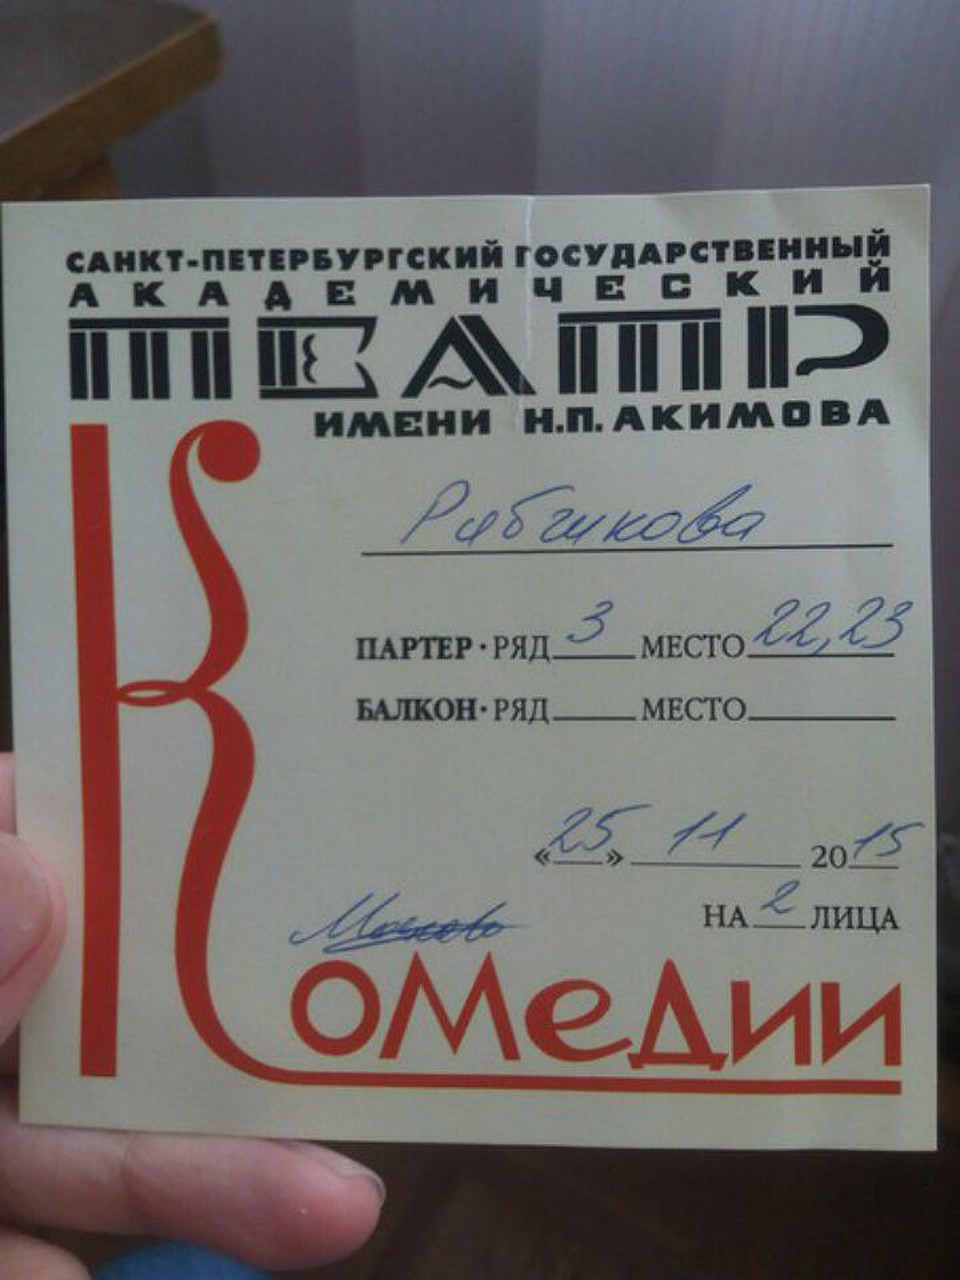 САНКТ-ПЕТЕРБУРГСКИЙ ГОСУДАРСТВЕННЫЙ
АКАДЕМИЧЕСКИЙ
ТЕАТР
ИМЕНИ Н.П. АКИМОВА
Рябчикова
ПАРТЕР · РЯД 3 МЕСТО 22, 23
БАЛКОН · РЯД МЕСТО
«25» 11 2015
НА 2 ЛИЦА
Комедии